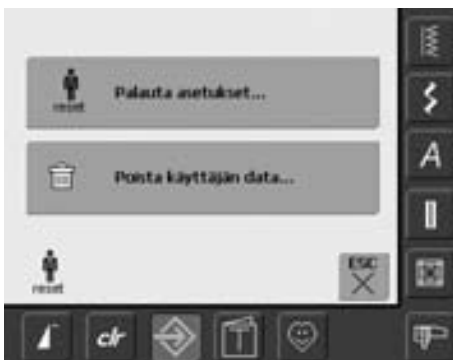 reset
Palauta asetukset...
Poista käyttäjän data...
reset
ESC
A
clr